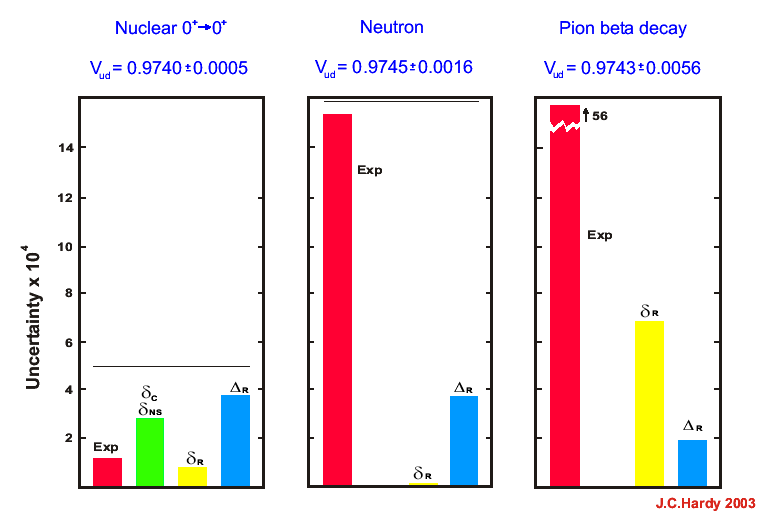 Nuclear 0⁺→0⁺
V_ud = 0.9740 ± 0.0005
Neutron
V_ud = 0.9745 ± 0.0016
Pion beta decay
V_ud = 0.9743 ± 0.0056
Uncertainty x 10⁴
14
12
10
8
6
4
2
Exp
δ_C
δ_NS
δ_R
Δ_R
Exp
δ_R
Δ_R
↑ 56
Exp
δ_R
Δ_R
J.C.Hardy 2003